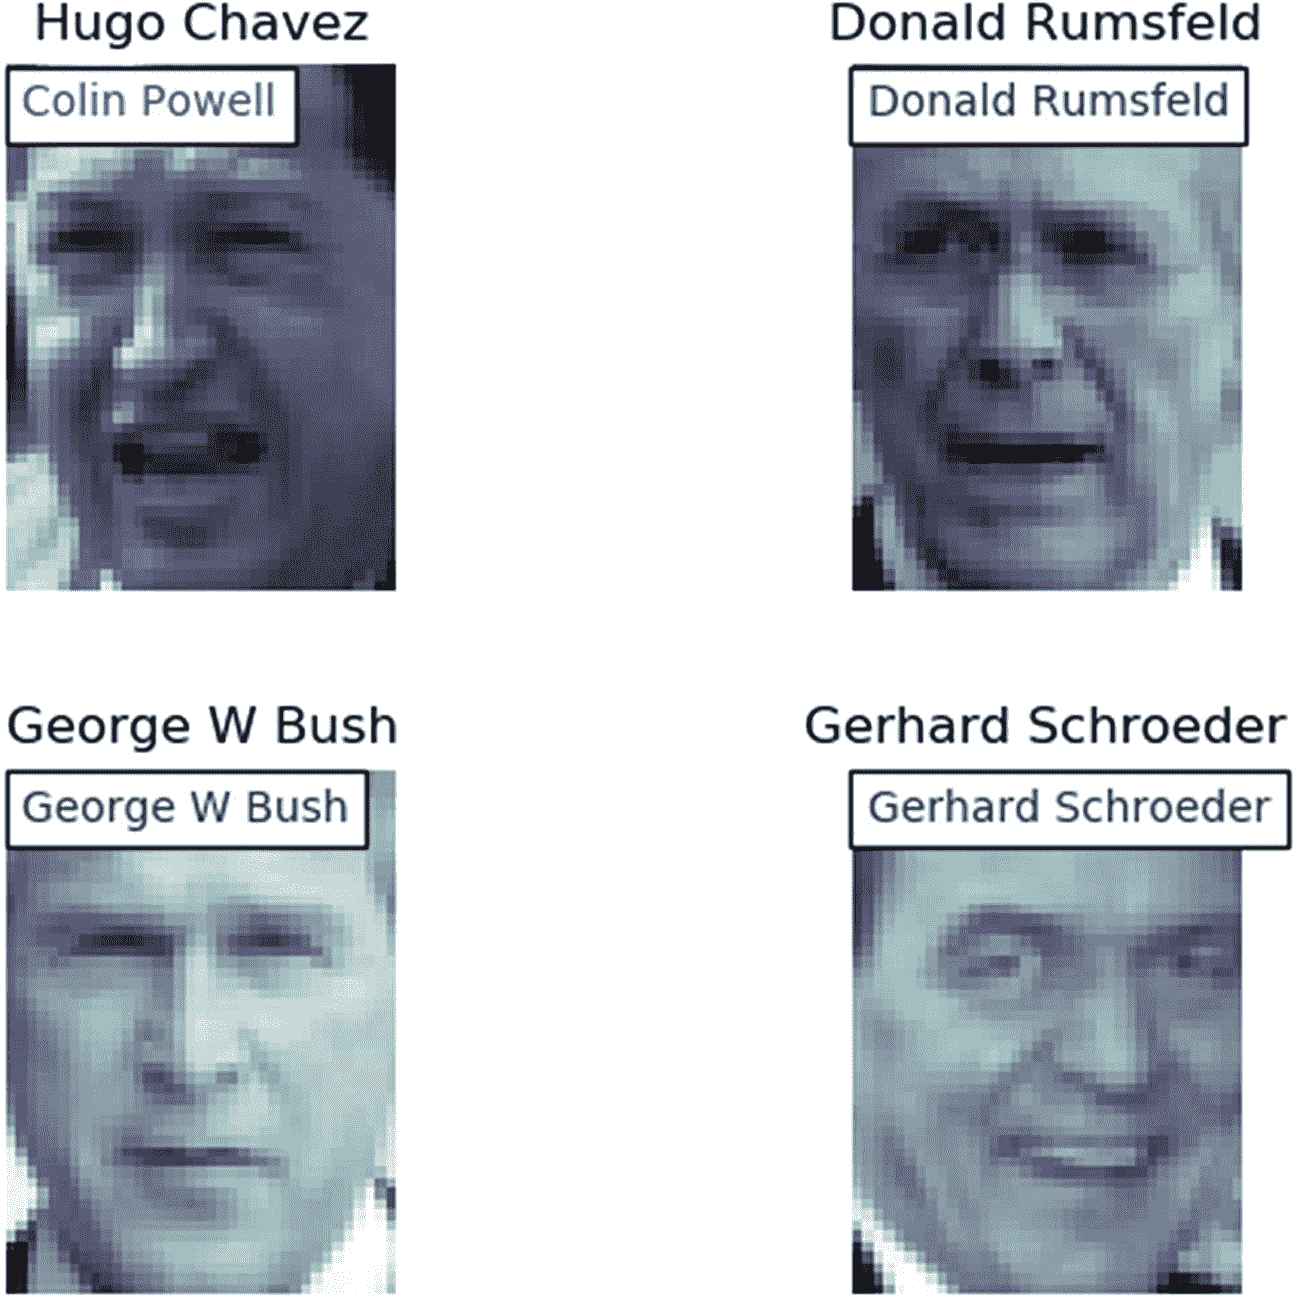 Hugo Chavez
Colin Powell
Donald Rumsfeld
Donald Rumsfeld
George W Bush
George W Bush
Gerhard Schroeder
Gerhard Schroeder